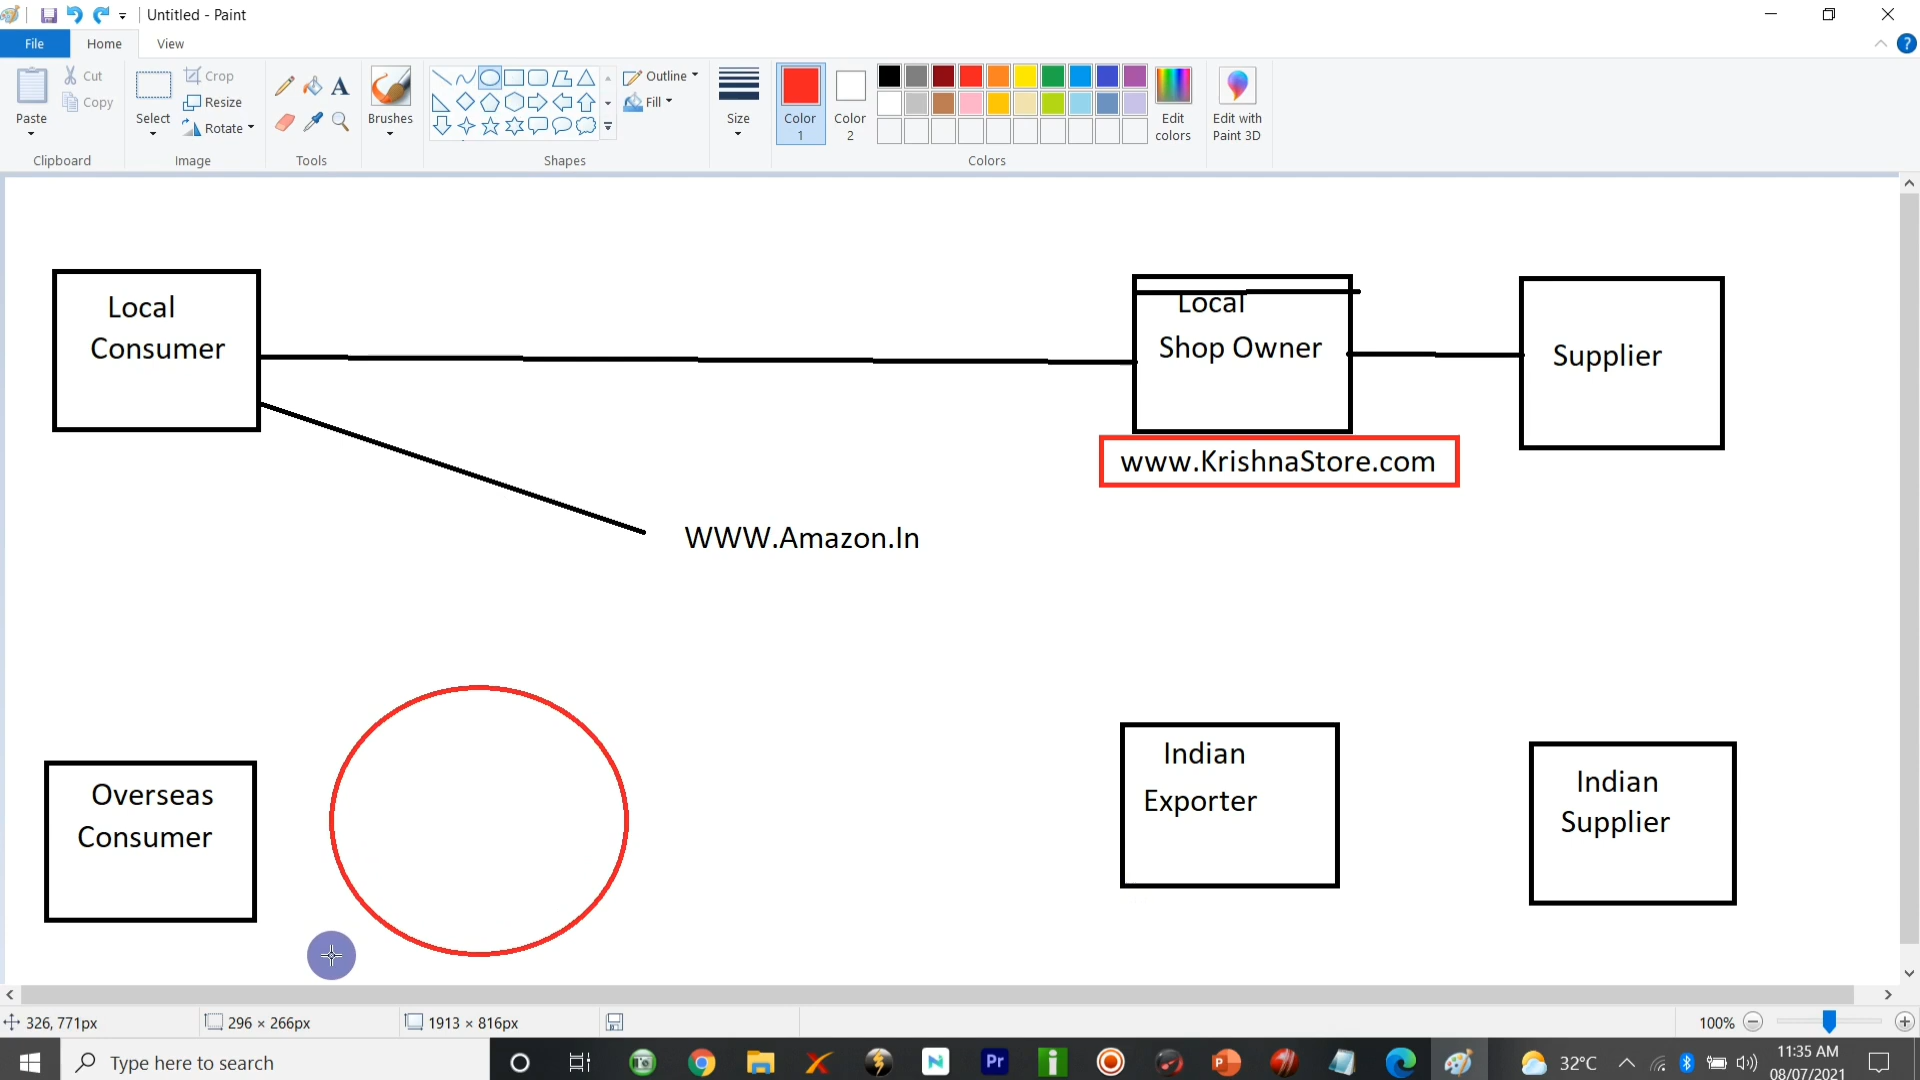 Untitled - Paint
File
Home
View
Paste
Cut
Copy
Clipboard
Select
Crop
Resize
Rotate
Image
Tools
Brushes
Outline
Fill
Shapes
Size
Color
1
Color
2
Edit
colors
Colors
Edit with
Paint 3D
Local
Consumer
Local
Shop Owner
Supplier
www.KrishnaStore.com
WWW.Amazon.In
Overseas
Consumer
Indian
Exporter
Indian
Supplier
326, 771px
296 × 266px
1913 × 816px
100%
Type here to search
Pr
32°C
11:35 AM
08/07/2021